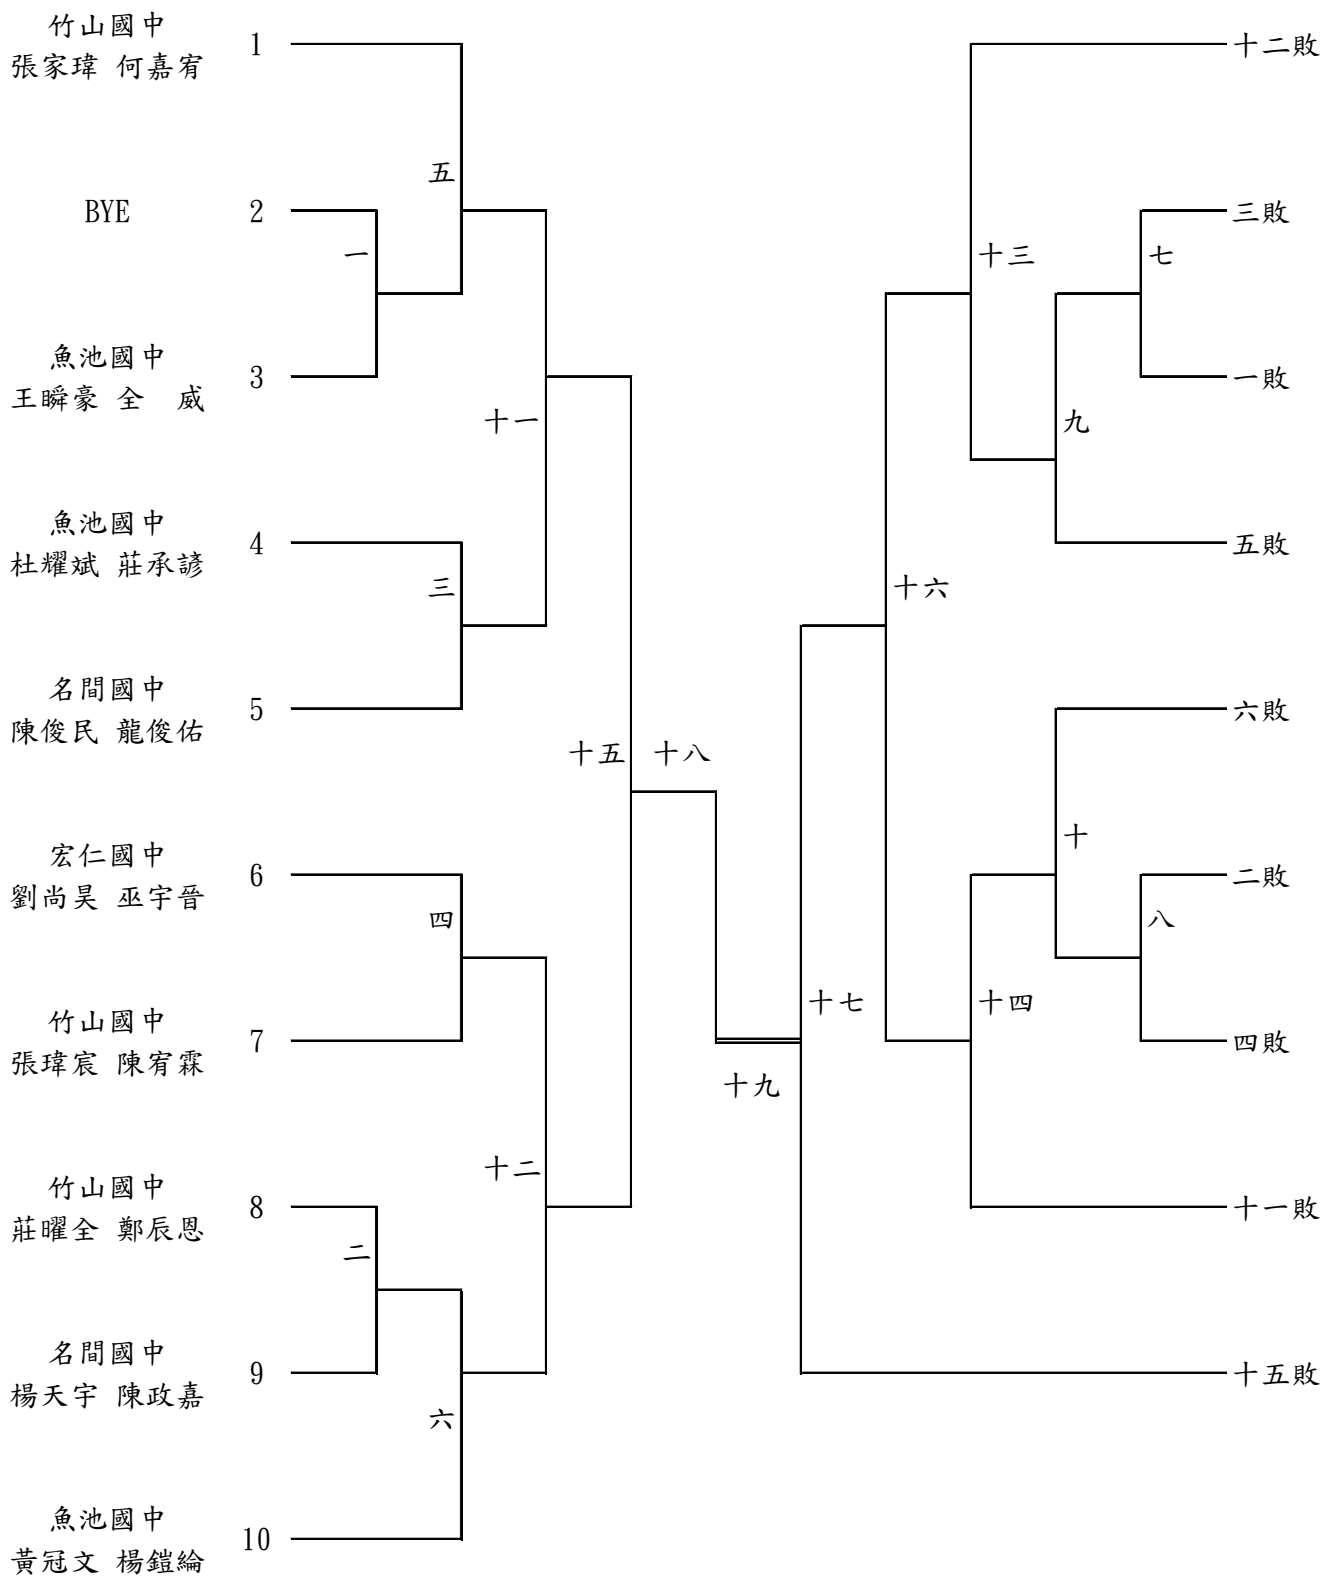 竹山國中
張家瑋 何嘉宥
1
十二敗
五
BYE
2
三敗
一
十三
七
魚池國中
王瞬豪 全　威
3
一敗
十一
九
魚池國中
杜耀斌 莊承諺
4
五敗
三
十六
名間國中
陳俊民 龍俊佑
5
六敗
十五
十八
十
宏仁國中
劉尚昊 巫宇晉
6
二敗
四
八
十七
十四
竹山國中
張瑋宸 陳宥霖
7
四敗
十九
十二
竹山國中
莊曜全 鄭辰恩
8
十一敗
二
名間國中
楊天宇 陳政嘉
9
十五敗
六
魚池國中
黃冠文 楊鎧綸
10